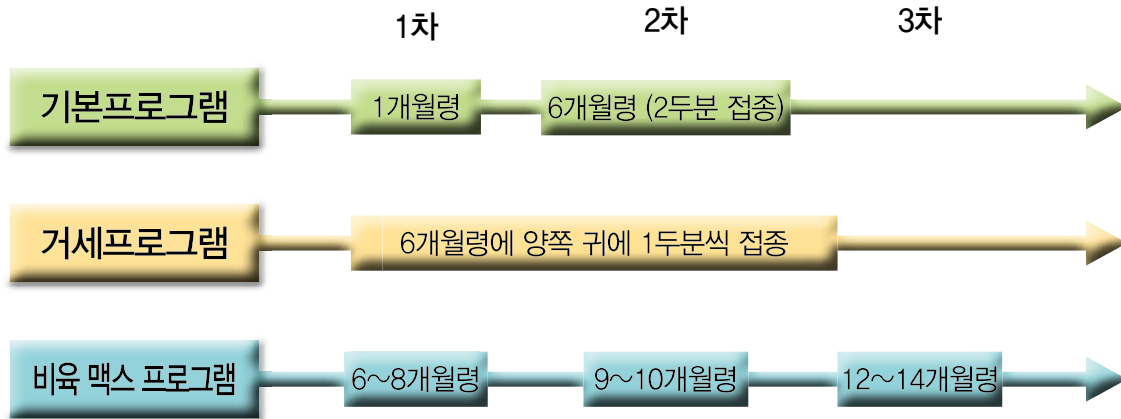 1차 2차 3차
기본프로그램 1개월령 6개월령 (2두분 접종)
거세프로그램 6개월령에 양쪽 귀에 1두분씩 접종
비육 맥스 프로그램 6~8개월령 9~10개월령 12~14개월령